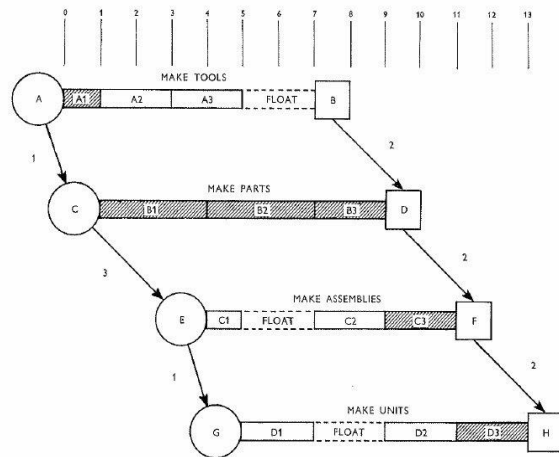 0 1 2 3 4 5 6 7 8 9 10 11 12 13
MAKE TOOLS
A A1 A2 A3 FLOAT B
1 2
MAKE PARTS
C B1 B2 B3 D
3 2
MAKE ASSEMBLIES
E C1 FLOAT C2 C3 F
1 2
MAKE UNITS
G D1 FLOAT D2 D3 H